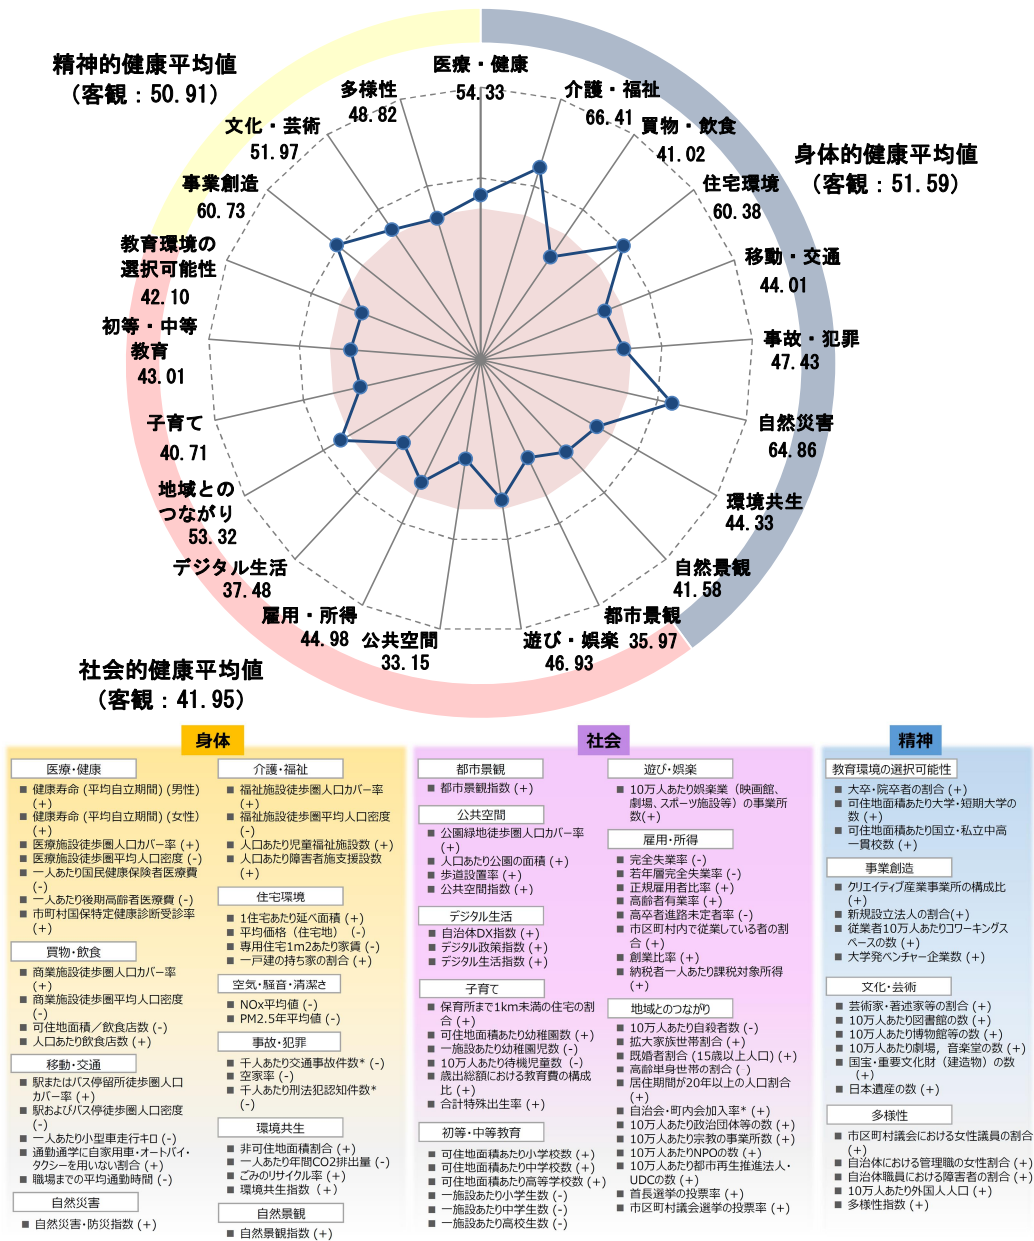 精神的健康平均値
(客観：50.91)
身体的健康平均値
(客観：51.59)
社会的健康平均値
(客観：41.95)
医療・健康
54.33
介護・福祉
66.41
買物・飲食
41.02
住宅環境
60.38
移動・交通
44.01
事故・犯罪
47.43
自然災害
64.86
環境共生
44.33
自然景観
41.58
都市景観
35.97
遊び・娯楽
46.93
公共空間
33.15
雇用・所得
44.98
デジタル生活
37.48
地域との
つながり
53.32
子育て
40.71
初等・中等
教育
43.01
教育環境の
選択可能性
42.10
事業創造
60.73
文化・芸術
51.97
多様性
48.82
身体
医療・健康
■ 健康寿命 (平均自立期間) (男性)
(+)
■ 健康寿命 (平均自立期間) (女性)
(+)
■ 医療施設徒歩圏人口カバー率 (+)
■ 医療施設徒歩圏平均人口密度 (-)
■ 一人あたり国民健康保険者医療費
(-)
■ 一人あたり後期高齢者医療費 (-)
■ 市町村国保特定健康診断受診率
(+)
買物・飲食
■ 商業施設徒歩圏人口カバー率
(+)
■ 商業施設徒歩圏平均人口密度
(-)
■ 可住地面積／飲食店数 (-)
■ 人口あたり飲食店数 (+)
移動・交通
■ 駅またはバス停留所徒歩圏人口
カバー率 (+)
■ 駅およびバス停徒歩圏人口密度
(-)
■ 一人あたり小型車走行キロ (-)
■ 通勤通学に自家用車・オートバイ・
タクシーを用いない割合 (+)
■ 職場までの平均通勤時間 (-)
自然災害
■ 自然災害・防災指数 (+)
介護・福祉
■ 福祉施設徒歩圏人口カバー率
(+)
■ 福祉施設徒歩圏平均人口密度
(-)
■ 人口あたり児童福祉施設数 (+)
■ 人口あたり障害者施支援設数
(+)
住宅環境
■ 1住宅あたり延べ面積 (+)
■ 平均価格（住宅地） (-)
■ 専用住宅1m2あたり家賃 (-)
■ 一戸建の持ち家の割合 (+)
空気・騒音・清潔さ
■ NOx平均値 (-)
■ PM2.5年平均値 (-)
事故・犯罪
■ 千人あたり交通事故件数* (-)
■ 空家率 (-)
■ 千人あたり刑法犯認知件数*
(-)
環境共生
■ 非可住地面積割合 (+)
■ 一人あたり年間CO2排出量 (-)
■ ごみのリサイクル率 (+)
■ 環境共生指数 (+)
自然景観
■ 自然景観指数 (+)
社会
都市景観
■ 都市景観指数 (+)
公共空間
■ 公園緑地徒歩圏人口カバー率
(+)
■ 人口あたり公園の面積 (+)
■ 歩道設置率 (+)
■ 公共空間指数 (+)
デジタル生活
■ 自治体DX指数 (+)
■ デジタル政策指数 (+)
■ デジタル生活指数 (+)
子育て
■ 保育所まで1km未満の住宅の割
合 (+)
■ 可住地面積あたり幼稚園数 (+)
■ 一施設あたり幼稚園児数 (-)
■ 10万人あたり待機児童数 (-)
■ 歳出総額における教育費の構成
比 (+)
■ 合計特殊出生率 (+)
初等・中等教育
■ 可住地面積あたり小学校数 (+)
■ 可住地面積あたり中学校数 (+)
■ 可住地面積あたり高等学校数 (+)
■ 一施設あたり小学生数 (-)
■ 一施設あたり中学生数 (-)
■ 一施設あたり高校生数 (-)
遊び・娯楽
■ 10万人あたり娯楽業（映画館、
劇場、スポーツ施設等）の事業所
数(+)
雇用・所得
■ 完全失業率 (-)
■ 若年層完全失業率 (-)
■ 正規雇用者比率 (+)
■ 高齢者有業率 (+)
■ 高卒者進路未定者率 (-)
■ 市区町村内で従業している者の割
合 (+)
■ 創業比率 (+)
■ 納税者一人あたり課税対象所得
(+)
地域とのつながり
■ 10万人あたり自殺者数 (-)
■ 拡大家族世帯割合 (+)
■ 既婚者割合 (15歳以上人口) (+)
■ 高齢単身世帯の割合 ( )
■ 居住期間が20年以上の人口割合
(+)
■ 自治会・町内会加入率* (+)
■ 10万人あたり政治団体等の数 (+)
■ 10万人あたり宗教の事業所数 (+)
■ 10万人あたりNPOの数 (+)
■ 10万人あたり都市再生推進法人・
UDCの数 (+)
■ 首長選挙の投票率 (+)
■ 市区町村議会選挙の投票率 (+)
精神
教育環境の選択可能性
■ 大卒・院卒者の割合 (+)
■ 可住地面積あたり大学・短期大学の
数 (+)
■ 可住地面積あたり国立・私立中高
一貫校数 (+)
事業創造
■ クリエイティブ産業事業所の構成比
(+)
■ 新規設立法人の割合(+)
■ 従業者10万人あたりコワーキングス
ペースの数 (+)
■ 大学発ベンチャー企業数 (+)
文化・芸術
■ 芸術家・著述家等の割合 (+)
■ 10万人あたり図書館の数 (+)
■ 10万人あたり博物館等の数 (+)
■ 10万人あたり劇場，音楽堂の数 (+)
■ 国宝・重要文化財（建造物）の数
(+)
■ 日本遺産の数 (+)
多様性
■ 市区町村議会における女性議員の割合
(+)
■ 自治体における管理職の女性割合 (+)
■ 自治体職員における障害者の割合 (+)
■ 10万人あたり外国人人口 (+)
■ 多様性指数 (+)